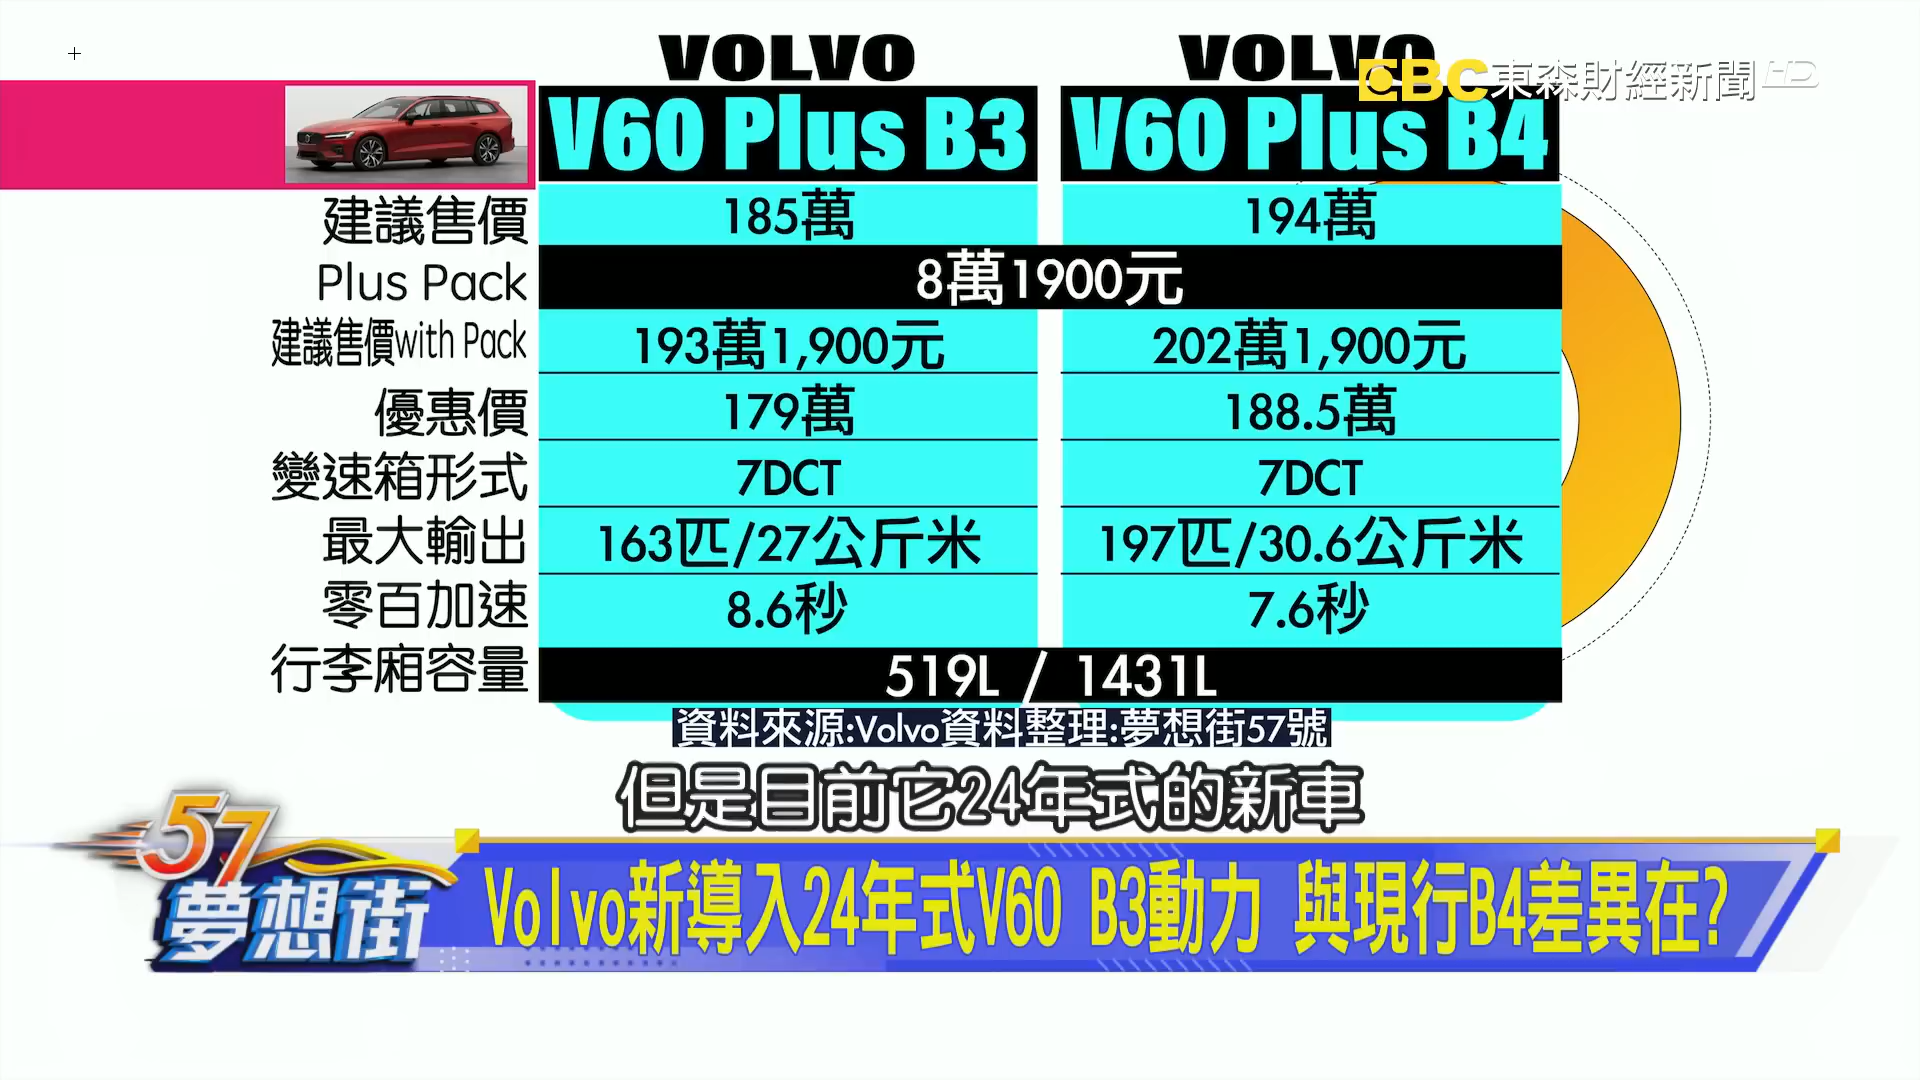 VOLVO VOLVO
EBC東森財經新聞HD
V60 Plus B3 V60 Plus B4
建議售價 185萬 194萬
Plus Pack 8萬1900元
建議售價with Pack 193萬1,900元 202萬1,900元
優惠價 179萬 188.5萬
變速箱形式 7DCT 7DCT
最大輸出 163匹/27公斤米 197匹/30.6公斤米
零百加速 8.6秒 7.6秒
行李廂容量 519L / 1431L
資料來源:Volvo資料整理:夢想街57號
但是目前它24年式的新車
57夢想街
Volvo新導入24年式V60 B3動力 與現行B4差異在?